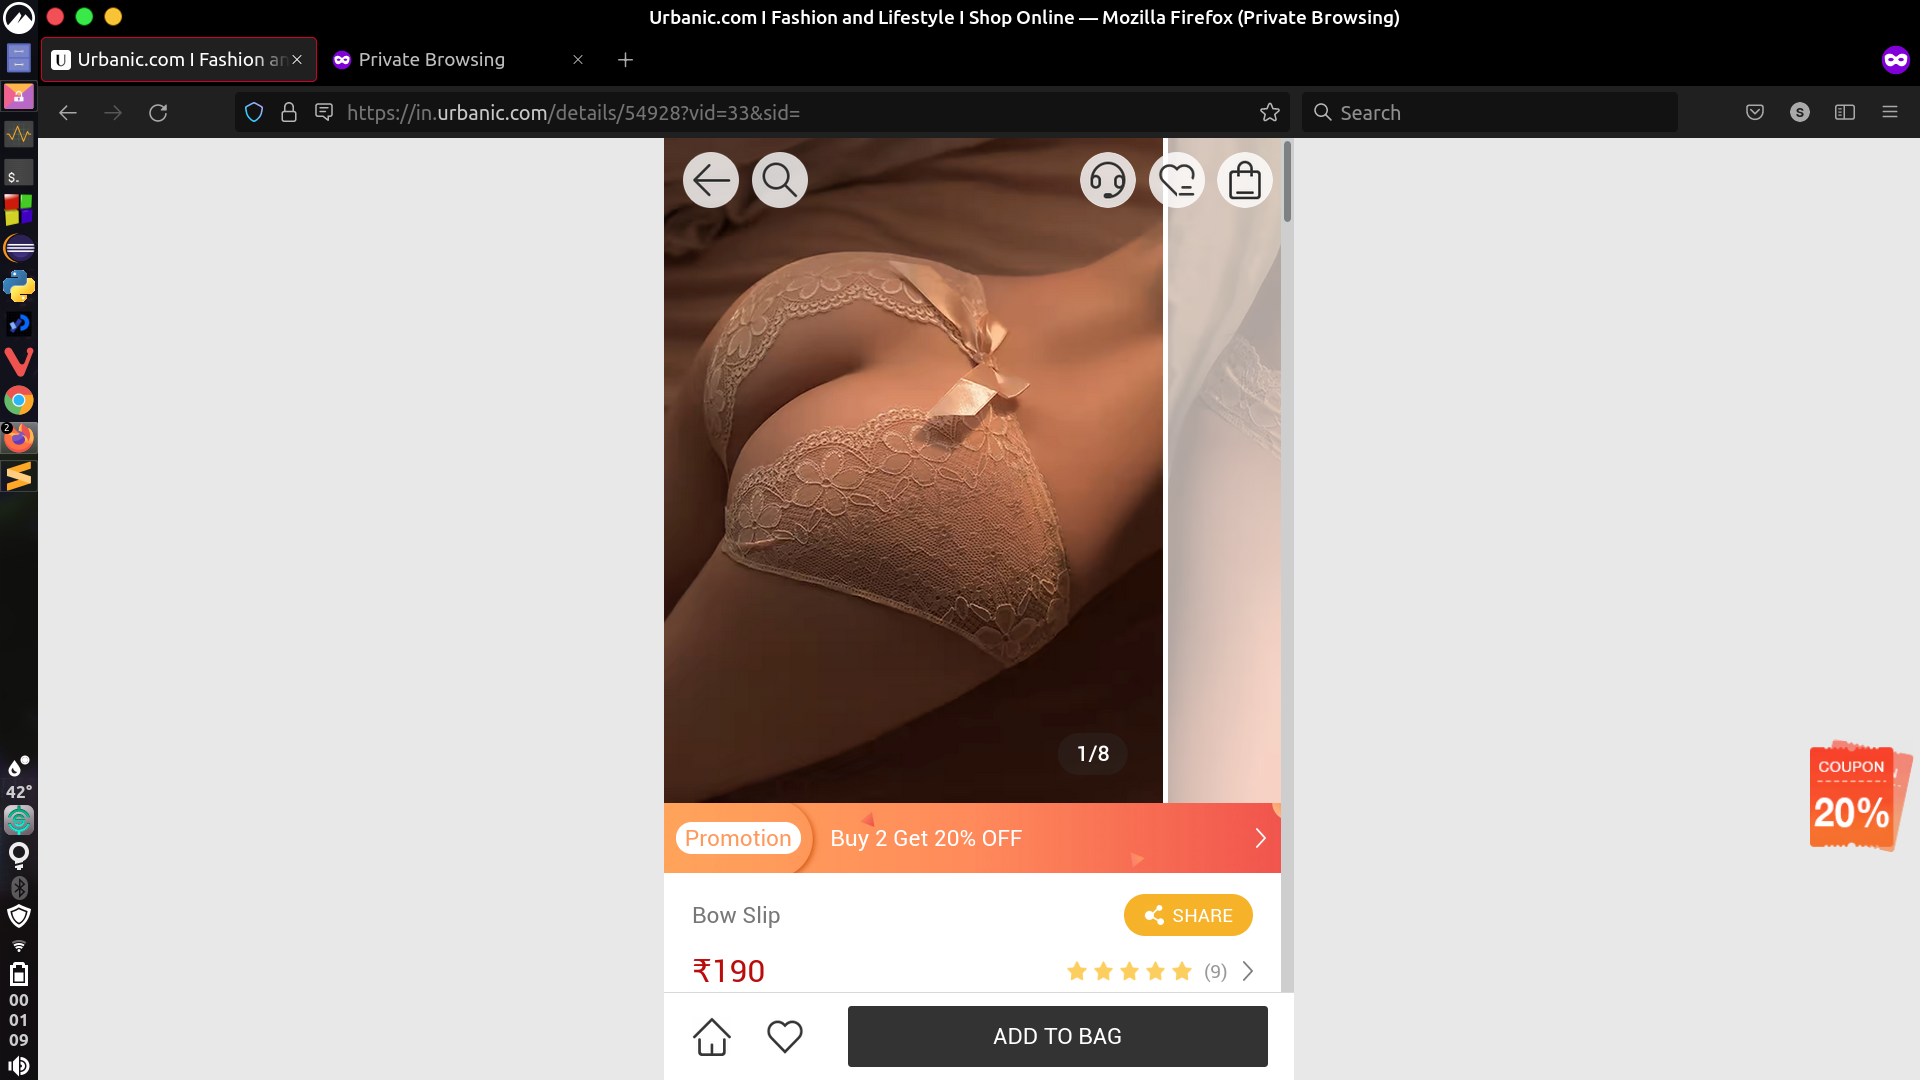 Urbanic.com I Fashion and Lifestyle I Shop Online — Mozilla Firefox (Private Browsing)
Urbanic.com I Fashion an
Private Browsing
https://in.urbanic.com/details/54928?vid=33&sid=
Search
S
$.
2
1/8
COUPON
20%
Promotion
Buy 2 Get 20% OFF
Bow Slip
SHARE
₹190
(9)
ADD TO BAG
42°
00
01
09